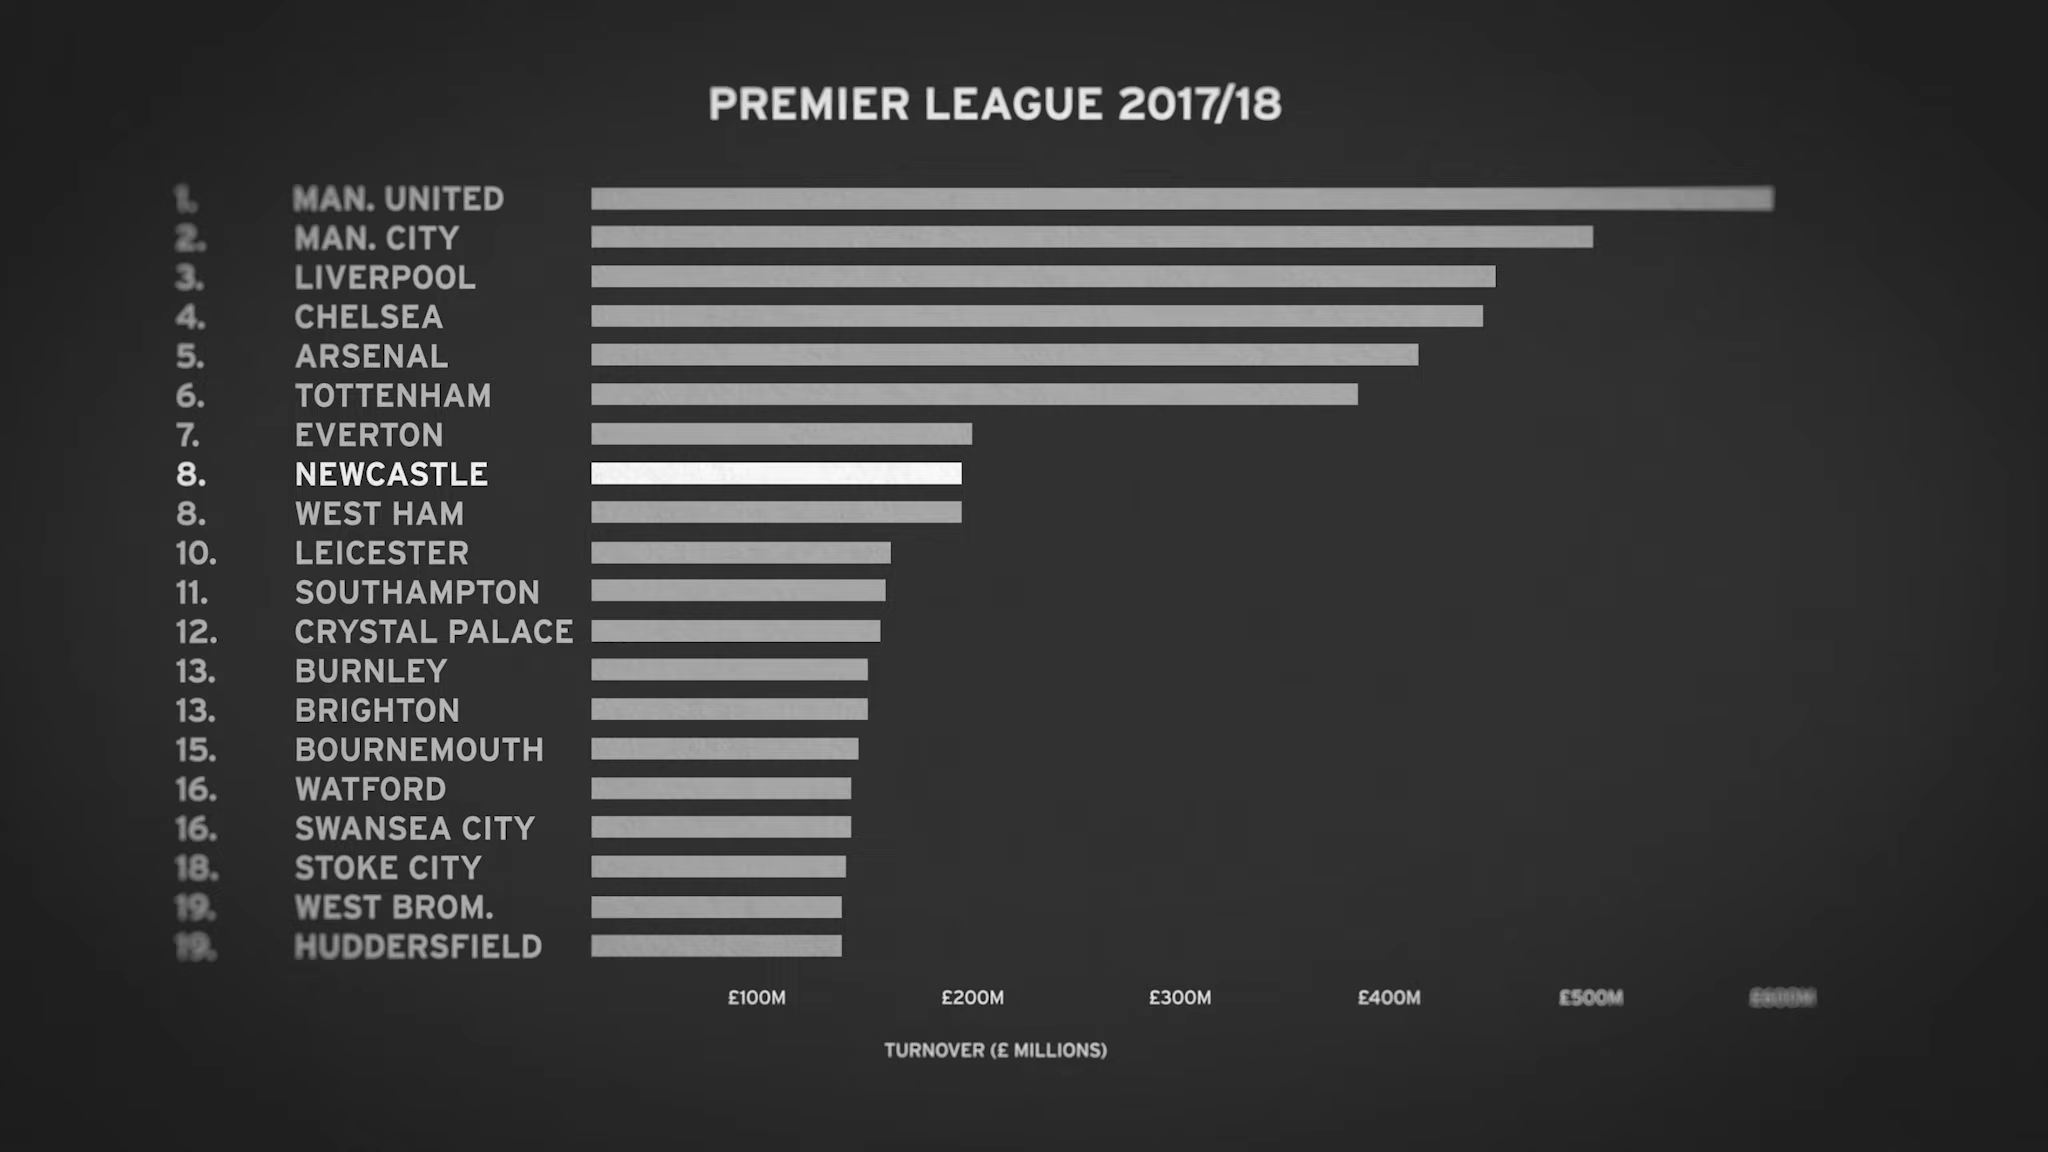 PREMIER LEAGUE 2017/18
1. MAN. UNITED
2. MAN. CITY
3. LIVERPOOL
4. CHELSEA
5. ARSENAL
6. TOTTENHAM
7. EVERTON
8. NEWCASTLE
8. WEST HAM
10. LEICESTER
11. SOUTHAMPTON
12. CRYSTAL PALACE
13. BURNLEY
13. BRIGHTON
15. BOURNEMOUTH
16. WATFORD
16. SWANSEA CITY
18. STOKE CITY
19. WEST BROM.
19. HUDDERSFIELD
£100M £200M £300M £400M £500M £600M
TURNOVER (£ MILLIONS)